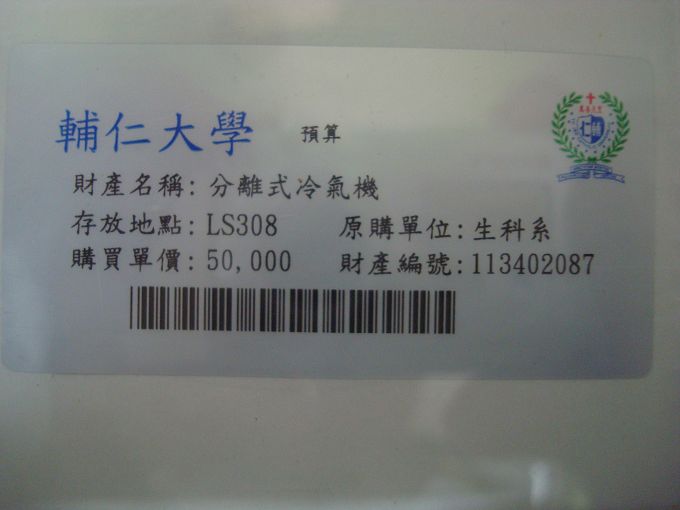 輔仁大學 預算
財產名稱: 分離式冷氣機
存放地點: LS308 原購單位: 生科系
購買單價: 50,000 財產編號: 113402087